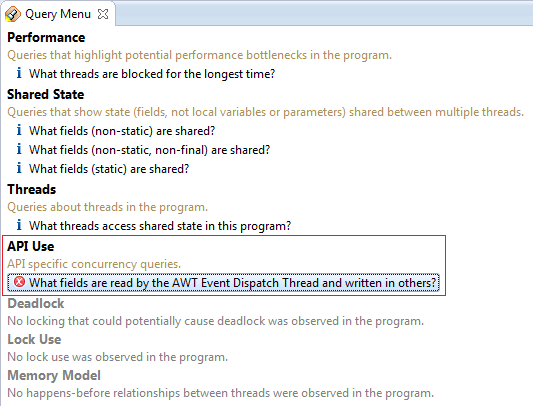 Query Menu
Performance
Queries that highlight potential performance bottlenecks in the program.
What threads are blocked for the longest time?
Shared State
Queries that show state (fields, not local variables or parameters) shared between multiple threads.
What fields (non-static) are shared?
What fields (non-static, non-final) are shared?
What fields (static) are shared?
Threads
Queries about threads in the program.
What threads access shared state in this program?
API Use
API specific concurrency queries.
What fields are read by the AWT Event Dispatch Thread and written in others?
Deadlock
No locking that could potentially cause deadlock was observed in the program.
Lock Use
No lock use was observed in the program.
Memory Model
No happens-before relationships between threads were observed in the program.